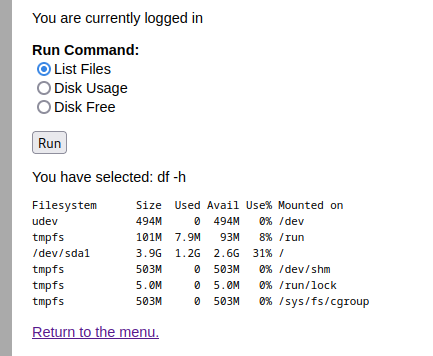 You are currently logged in
Run Command:
List Files
Disk Usage
Disk Free
Run
You have selected: df -h
Filesystem      Size  Used Avail Use% Mounted on
udev            494M     0  494M   0% /dev
tmpfs           101M  7.9M   93M   8% /run
/dev/sda1       3.9G  1.2G  2.6G  31% /
tmpfs           503M     0  503M   0% /dev/shm
tmpfs           5.0M     0  5.0M   0% /run/lock
tmpfs           503M     0  503M   0% /sys/fs/cgroup
Return to the menu.